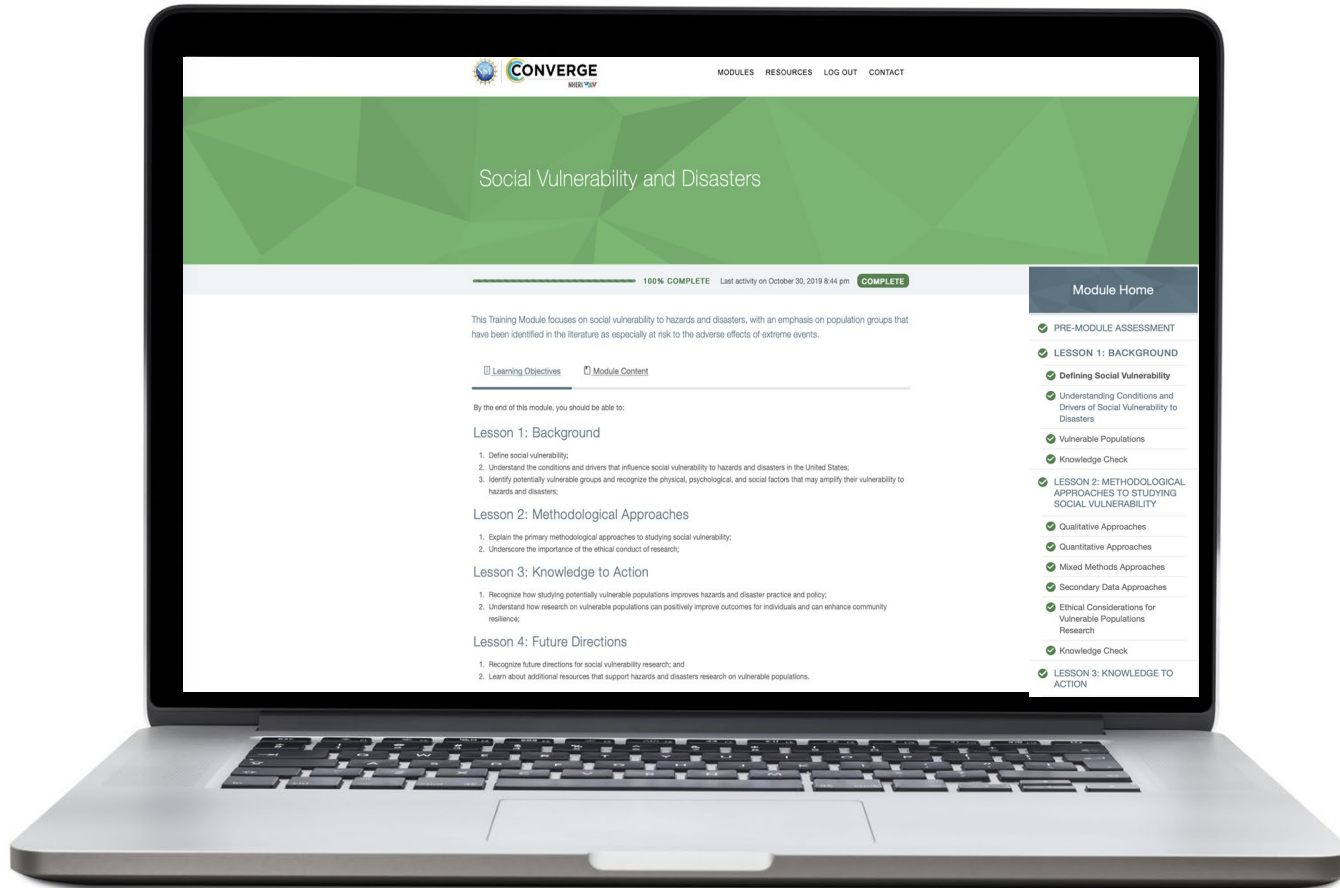 CONVERGE
NHERI
MODULES RESOURCES LOG OUT CONTACT
Social Vulnerability and Disasters
100% COMPLETE Last activity on October 30, 2019 8:44 pm COMPLETE
This Training Module focuses on social vulnerability to hazards and disasters, with an emphasis on population groups that
have been identified in the literature as especially at risk to the adverse effects of extreme events.
Learning Objectives Module Content
By the end of this module, you should be able to:
Lesson 1: Background
1. Define social vulnerability;
2. Understand the conditions and drivers that influence social vulnerability to hazards and disasters in the United States;
3. Identify potentially vulnerable groups and recognize the physical, psychological, and social factors that may amplify their vulnerability to
hazards and disasters;
Lesson 2: Methodological Approaches
1. Explain the primary methodological approaches to studying social vulnerability;
2. Underscore the importance of the ethical conduct of research;
Lesson 3: Knowledge to Action
1. Recognize how studying potentially vulnerable populations improves hazards and disaster practice and policy;
2. Understand how research on vulnerable populations can positively improve outcomes for individuals and can enhance community
resilience;
Lesson 4: Future Directions
1. Recognize future directions for social vulnerability research; and
2. Learn about additional resources that support hazards and disasters research on vulnerable populations.
Module Home
PRE-MODULE ASSESSMENT
LESSON 1: BACKGROUND
Defining Social Vulnerability
Understanding Conditions and
Drivers of Social Vulnerability to
Disasters
Vulnerable Populations
Knowledge Check
LESSON 2: METHODOLOGICAL
APPROACHES TO STUDYING
SOCIAL VULNERABILITY
Qualitative Approaches
Quantitative Approaches
Mixed Methods Approaches
Secondary Data Approaches
Ethical Considerations for
Vulnerable Populations
Research
Knowledge Check
LESSON 3: KNOWLEDGE TO
ACTION